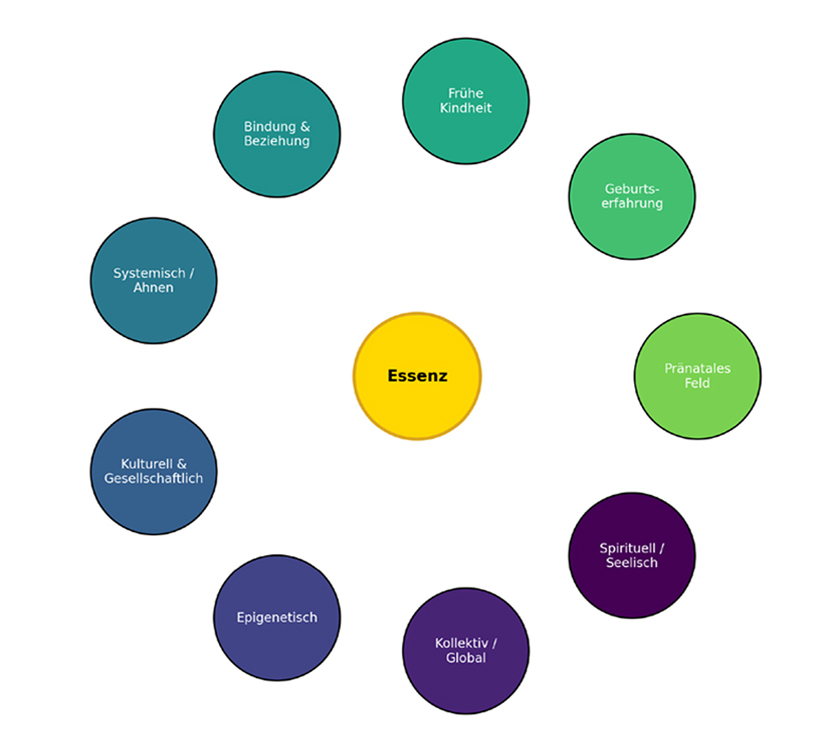 Frühe
Kindheit
Bindung &
Beziehung
Geburts-
erfahrung
Systemisch /
Ahnen
Essenz
Pränatales
Feld
Kulturell &
Gesellschaftlich
Spirituell /
Seelisch
Epigenetisch
Kollektiv /
Global